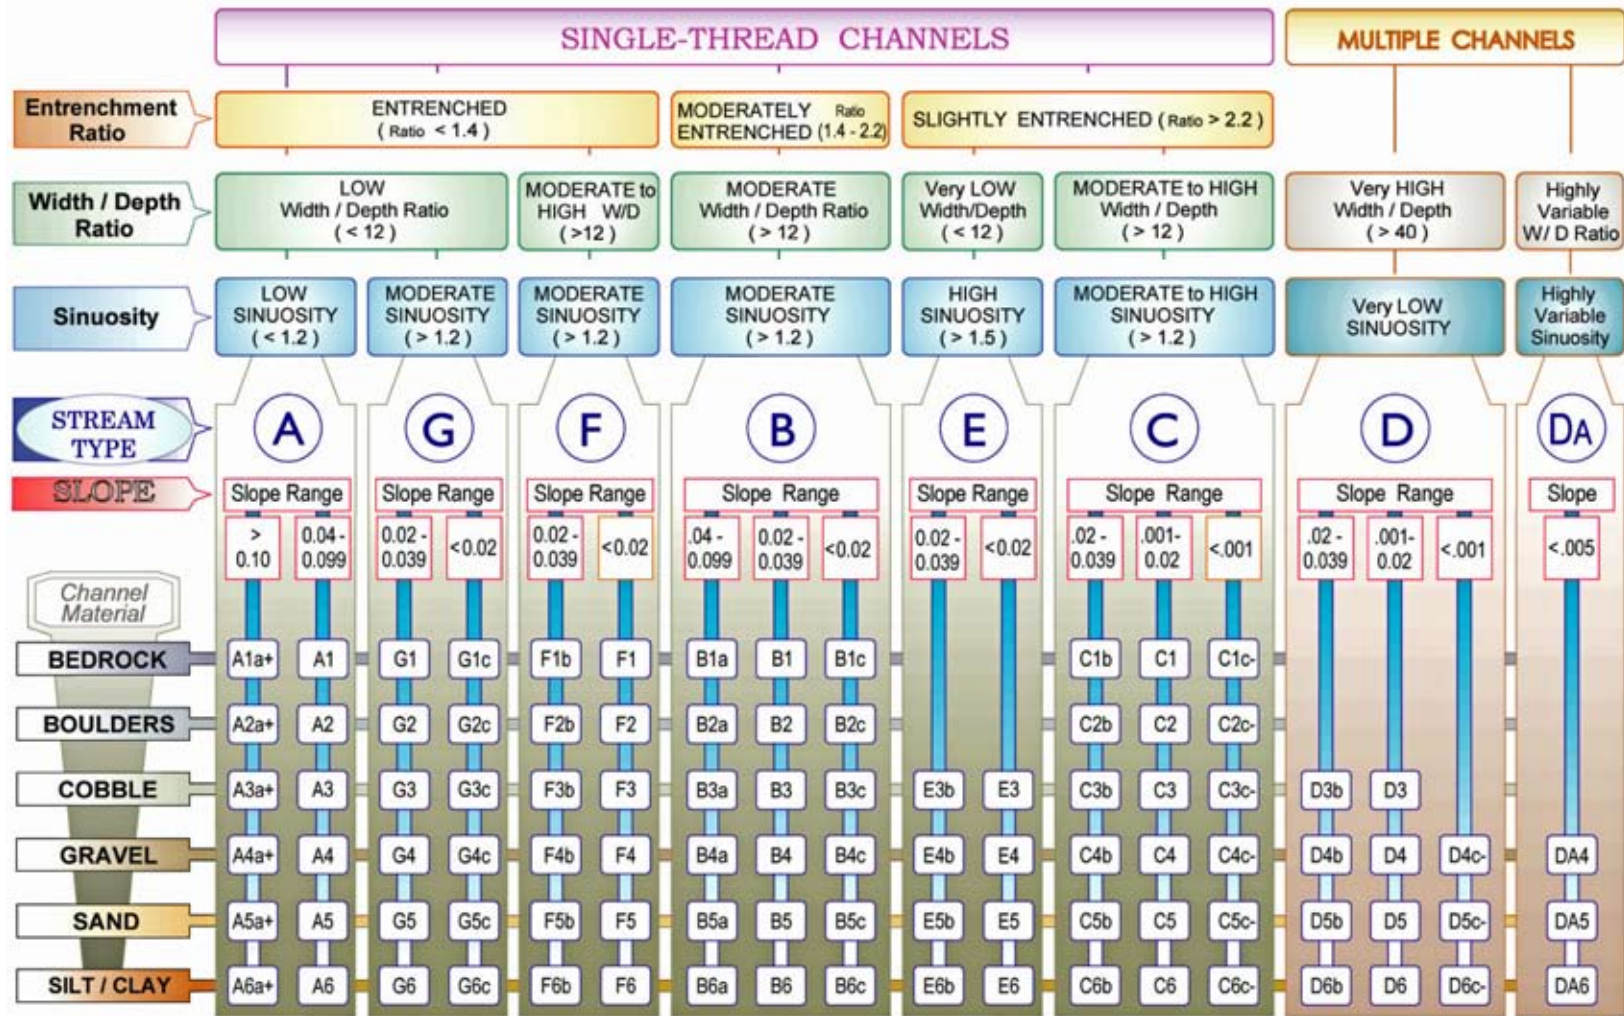 SINGLE-THREAD CHANNELS
MULTIPLE CHANNELS
Entrenchment
Ratio
ENTRENCHED
( Ratio < 1.4 )
MODERATELY Ratio
ENTRENCHED (1.4 - 2.2)
SLIGHTLY ENTRENCHED ( Ratio > 2.2 )
Width / Depth
Ratio
LOW
Width / Depth Ratio
( < 12 )
MODERATE to
HIGH W/D
( >12 )
MODERATE
Width / Depth Ratio
( > 12 )
Very LOW
Width/Depth
( < 12 )
MODERATE to HIGH
Width / Depth
( > 12 )
Very HIGH
Width / Depth
( > 40 )
Highly
Variable
W/ D Ratio
Sinuosity
LOW
SINUOSITY
( < 1.2 )
MODERATE
SINUOSITY
( > 1.2 )
MODERATE
SINUOSITY
( > 1.2 )
MODERATE
SINUOSITY
( > 1.2 )
HIGH
SINUOSITY
( > 1.5 )
MODERATE to HIGH
SINUOSITY
( > 1.2 )
Very LOW
SINUOSITY
Highly
Variable
Sinuosity
STREAM
TYPE
A G F B E C D DA
SLOPE
Slope Range Slope Range Slope Range Slope Range Slope Range Slope Range Slope Range Slope
>
0.10
0.04 -
0.099
0.02 -
0.039
<0.02
0.02 -
0.039
<0.02
.04 -
0.099
0.02 -
0.039
<0.02
0.02 -
0.039
<0.02
.02 -
0.039
.001-
0.02
<.001
.02 -
0.039
.001-
0.02
<.001
<.005
Channel
Material
BEDROCK A1a+ A1 G1 G1c F1b F1 B1a B1 B1c C1b C1 C1c-
BOULDERS A2a+ A2 G2 G2c F2b F2 B2a B2 B2c C2b C2 C2c-
COBBLE A3a+ A3 G3 G3c F3b F3 B3a B3 B3c E3b E3 C3b C3 C3c- D3b D3
GRAVEL A4a+ A4 G4 G4c F4b F4 B4a B4 B4c E4b E4 C4b C4 C4c- D4b D4 D4c- DA4
SAND A5a+ A5 G5 G5c F5b F5 B5a B5 B5c E5b E5 C5b C5 C5c- D5b D5 D5c- DA5
SILT / CLAY A6a+ A6 G6 G6c F6b F6 B6a B6 B6c E6b E6 C6b C6 C6c- D6b D6 D6c- DA6